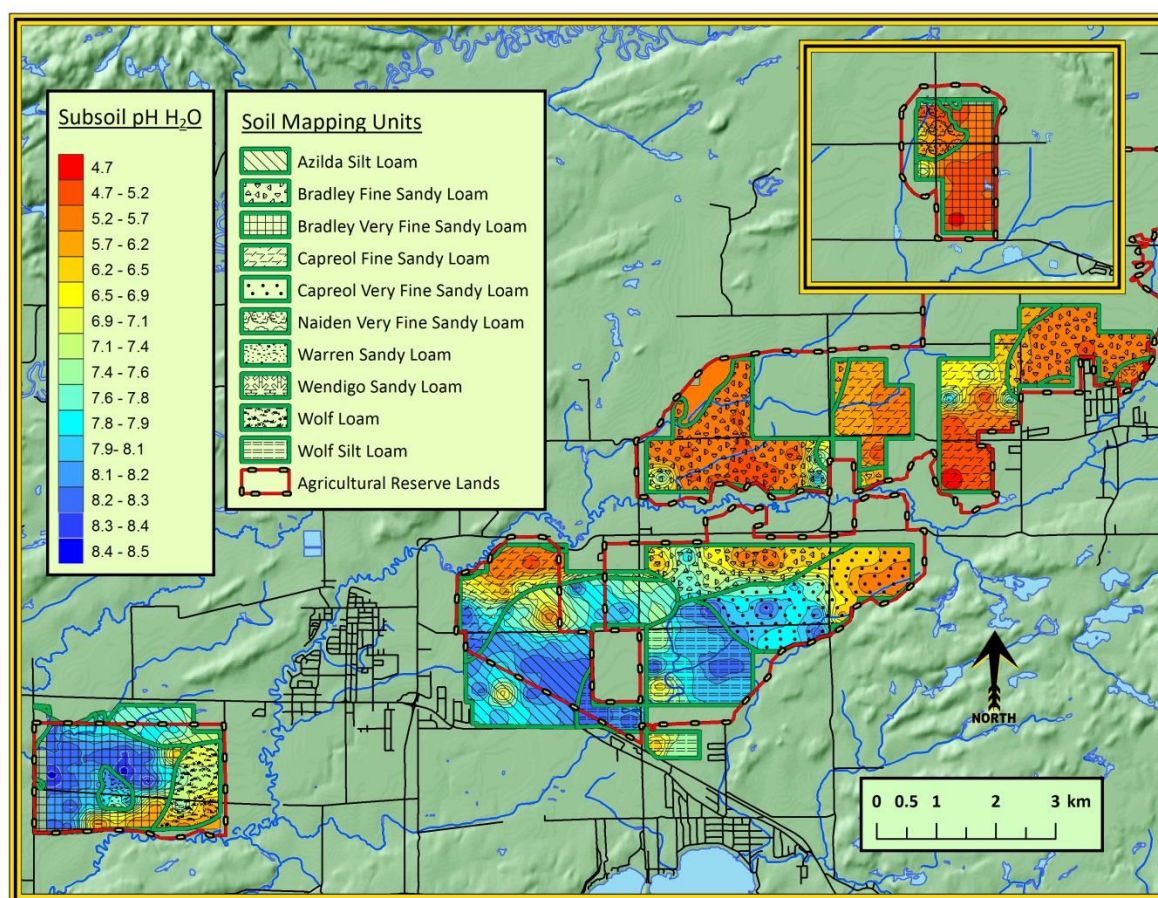 Subsoil pH H₂O
4.7
4.7 - 5.2
5.2 - 5.7
5.7 - 6.2
6.2 - 6.5
6.5 - 6.9
6.9 - 7.1
7.1 - 7.4
7.4 - 7.6
7.6 - 7.8
7.8 - 7.9
7.9- 8.1
8.1 - 8.2
8.2 - 8.3
8.3 - 8.4
8.4 - 8.5
Soil Mapping Units
Azilda Silt Loam
Bradley Fine Sandy Loam
Bradley Very Fine Sandy Loam
Capreol Fine Sandy Loam
Capreol Very Fine Sandy Loam
Naiden Very Fine Sandy Loam
Warren Sandy Loam
Wendigo Sandy Loam
Wolf Loam
Wolf Silt Loam
Agricultural Reserve Lands
NORTH
0 0.5 1 2 3 km